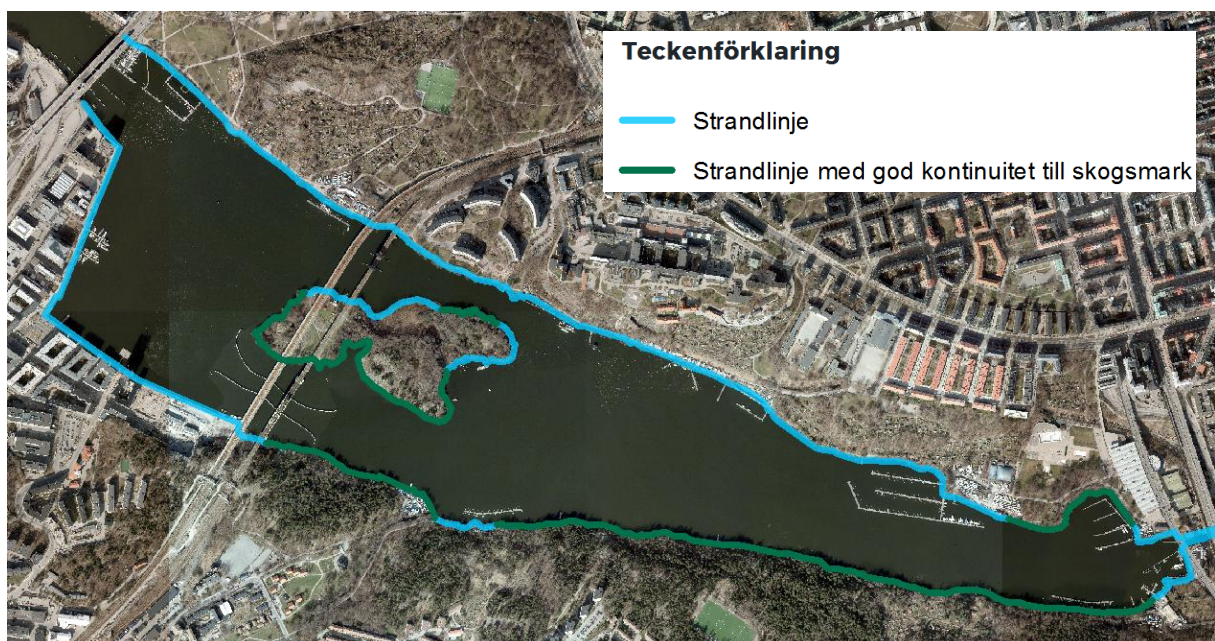 Teckenförklaring
Strandlinje
Strandlinje med god kontinuitet till skogsmark